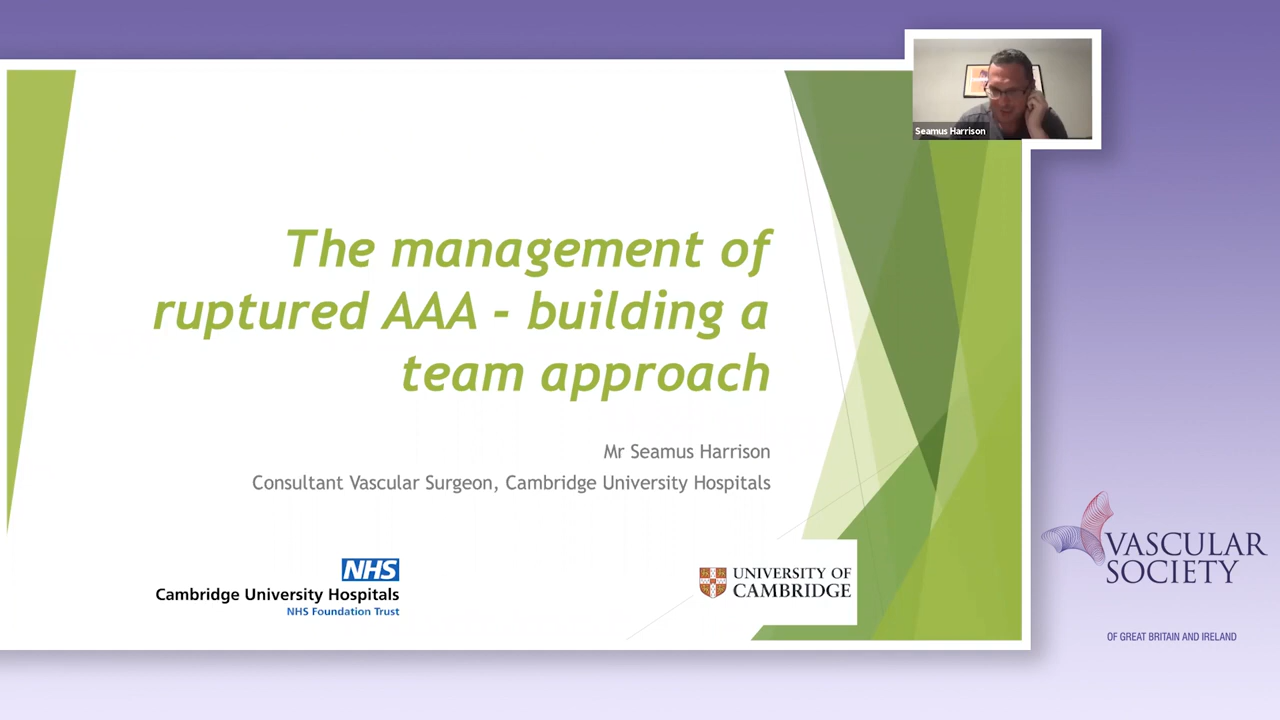 Seamus Harrison
The management of
ruptured AAA - building a
team approach
Mr Seamus Harrison
Consultant Vascular Surgeon, Cambridge University Hospitals
NHS
Cambridge University Hospitals
NHS Foundation Trust
UNIVERSITY OF
CAMBRIDGE
VASCULAR
SOCIETY
OF GREAT BRITAIN AND IRELAND